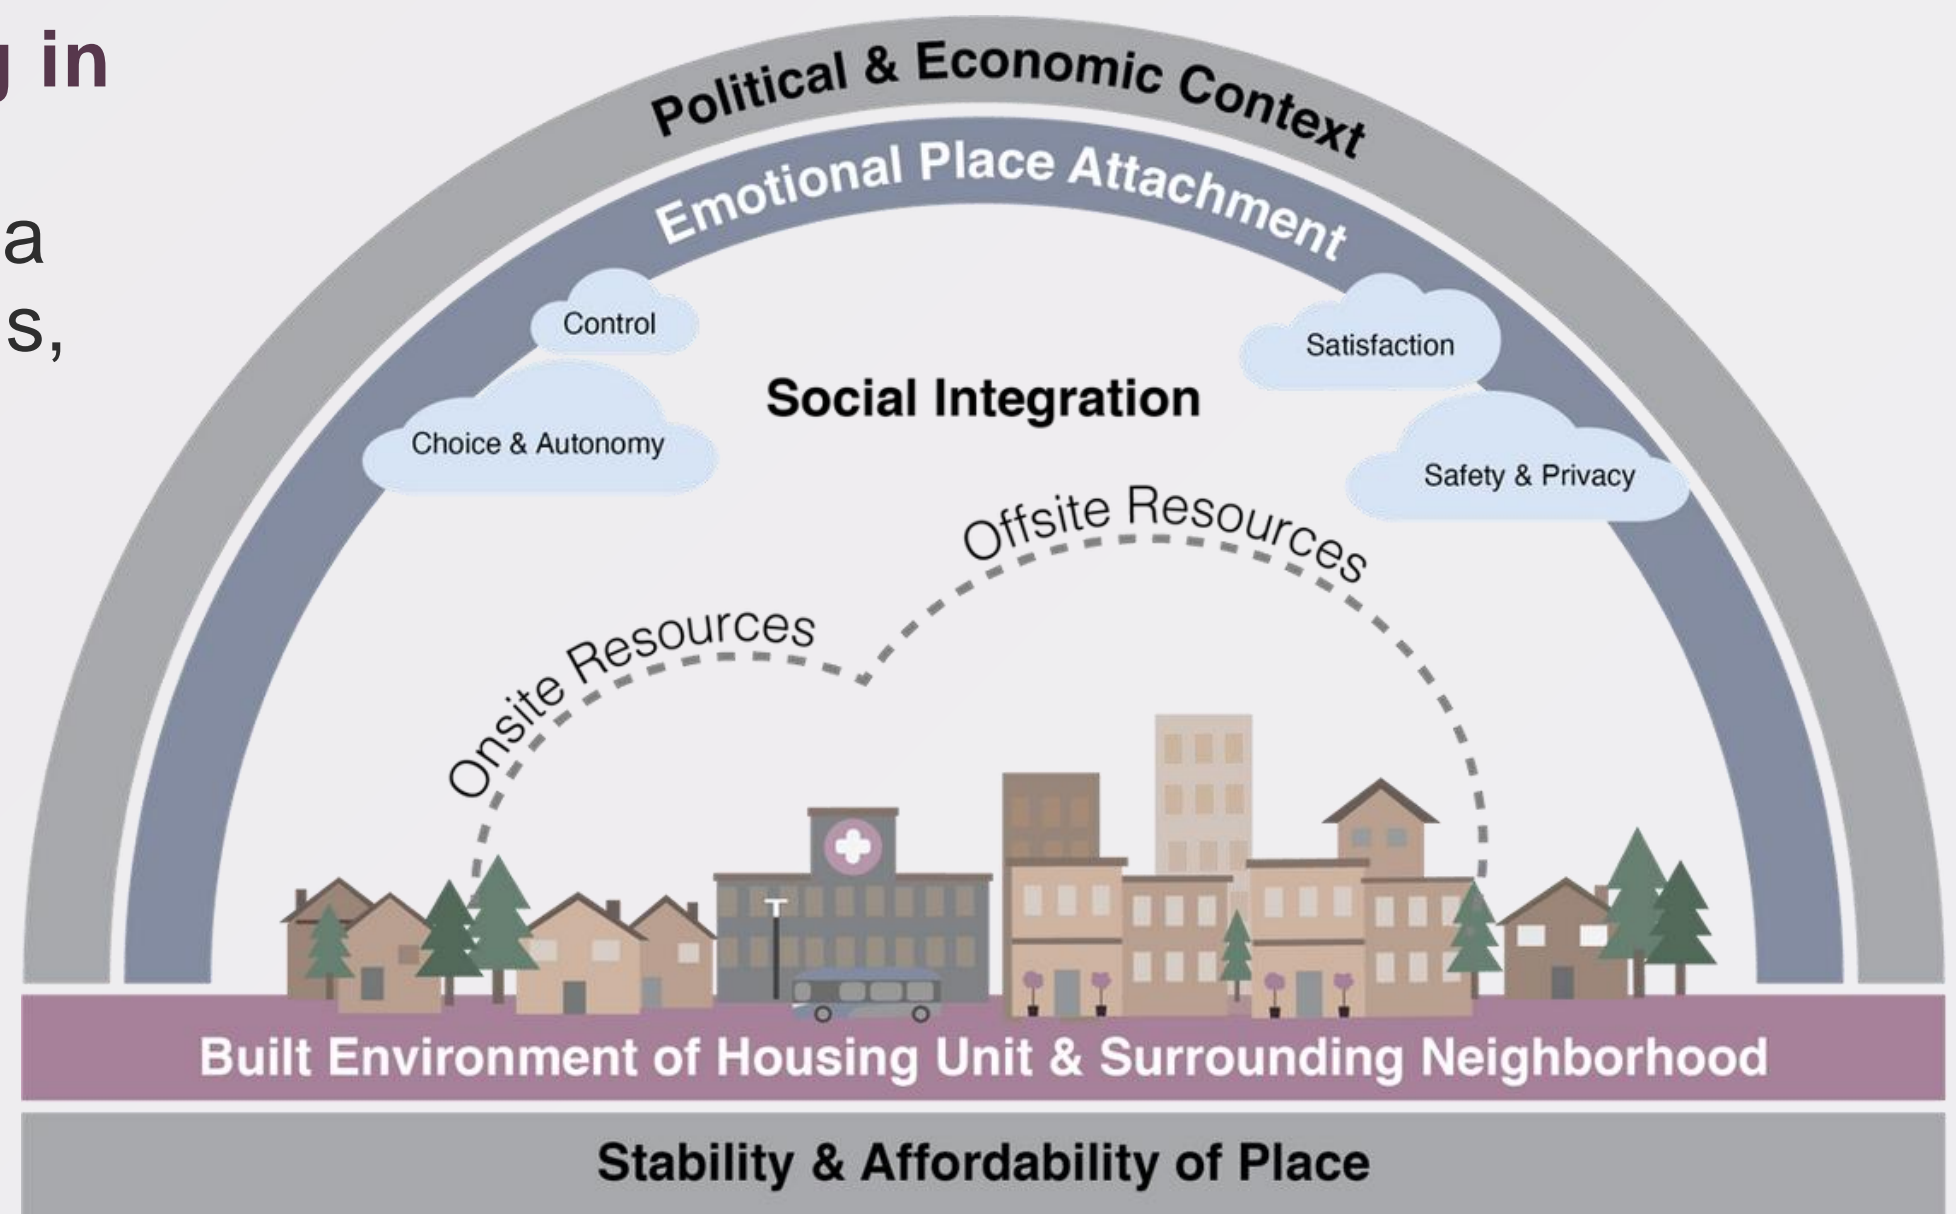 g in
a
s,
Political & Economic Context
Emotional Place Attachment
Control
Satisfaction
Social Integration
Choice & Autonomy
Safety & Privacy
Offsite Resources
Onsite Resources
Built Environment of Housing Unit & Surrounding Neighborhood
Stability & Affordability of Place